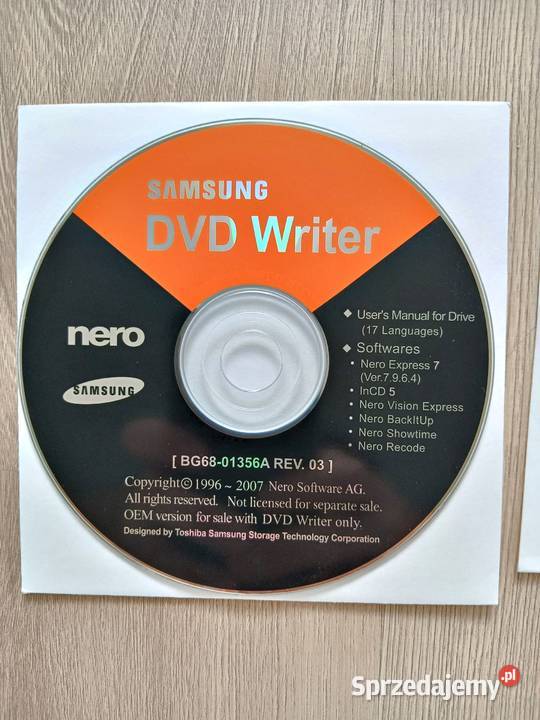 SAMSUNG
DVD Writer
nero
SAMSUNG
◆ User's Manual for Drive
(17 Languages)
◆ Softwares
• Nero Express 7
(Ver.7.9.6.4)
• InCD 5
• Nero Vision Express
• Nero BackItUp
• Nero Showtime
• Nero Recode
[ BG68-01356A REV. 03 ]
Copyright©1996 ~ 2007 Nero Software AG.
All rights reserved. Not licensed for separate sale.
OEM version for sale with DVD Writer only.
Designed by Toshiba Samsung Storage Technology Corporation
Sprzedajemy.pl